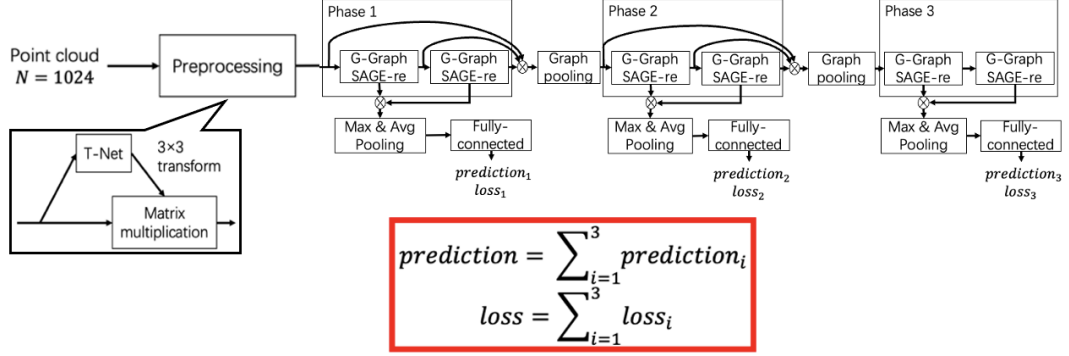 Point cloud
N = 1024
Preprocessing
T-Net
3×3
transform
Matrix
multiplication
Phase 1
G-Graph
SAGE-re
G-Graph
SAGE-re
Max & Avg
Pooling
Fully-
connected
prediction₁
loss₁
Graph
pooling
Phase 2
G-Graph
SAGE-re
G-Graph
SAGE-re
Max & Avg
Pooling
Fully-
connected
prediction₂
loss₂
Graph
pooling
Phase 3
G-Graph
SAGE-re
G-Graph
SAGE-re
Max & Avg
Pooling
Fully-
connected
prediction₃
loss₃
prediction = ∑³ᵢ₌₁ predictionᵢ
loss = ∑³ᵢ₌₁ lossᵢ